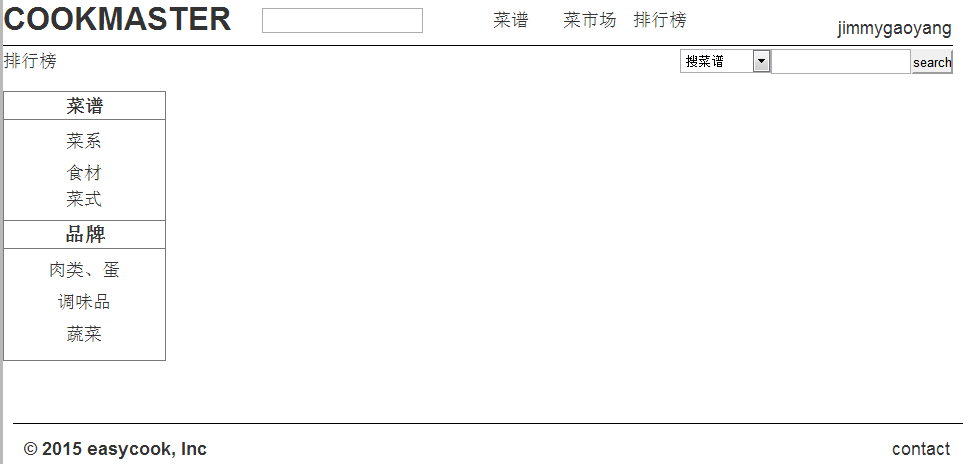 COOKMASTER 菜谱 菜市场 排行榜 jimmygaoyang
排行榜 搜菜谱 search
菜谱
菜系
食材
菜式
品牌
肉类、蛋
调味品
蔬菜
© 2015 easycook, Inc contact